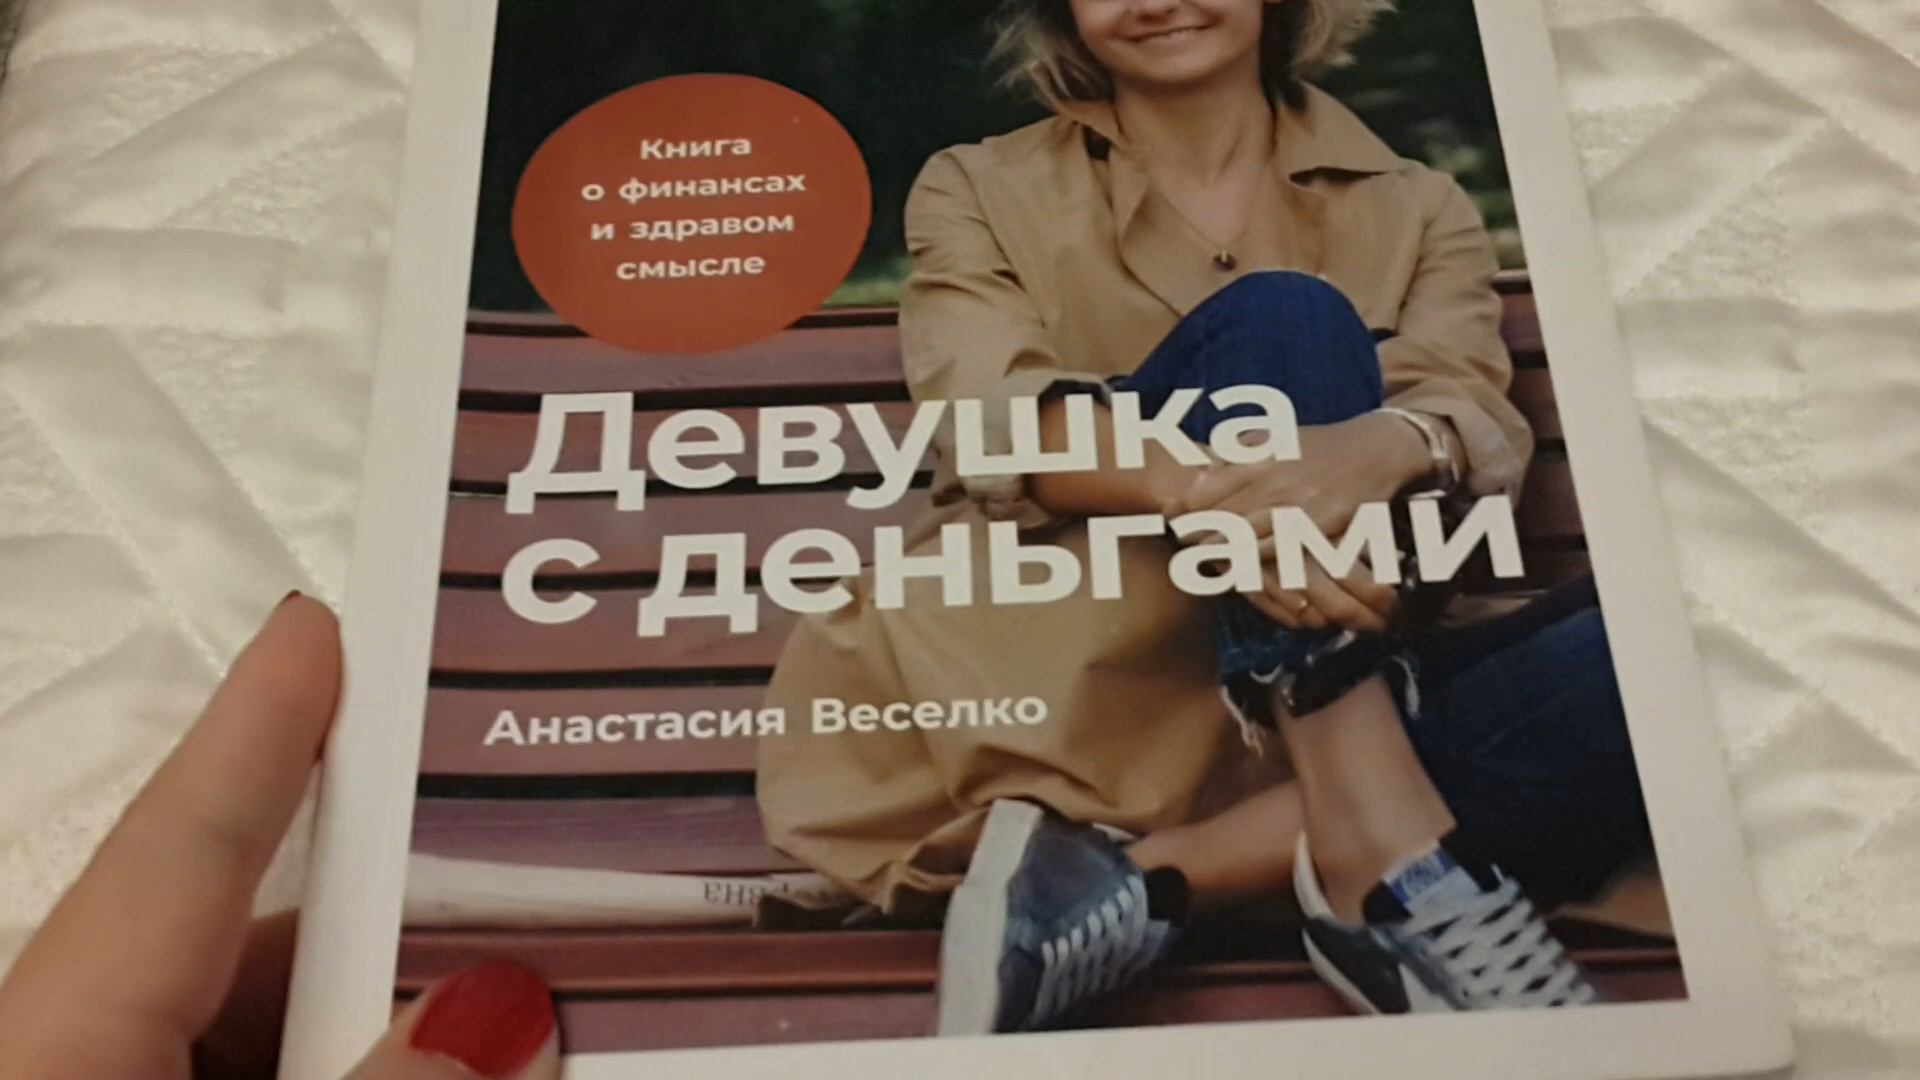 Книга
о финансах
и здравом
смысле
Девушка
с деньгами
Анастасия Веселко